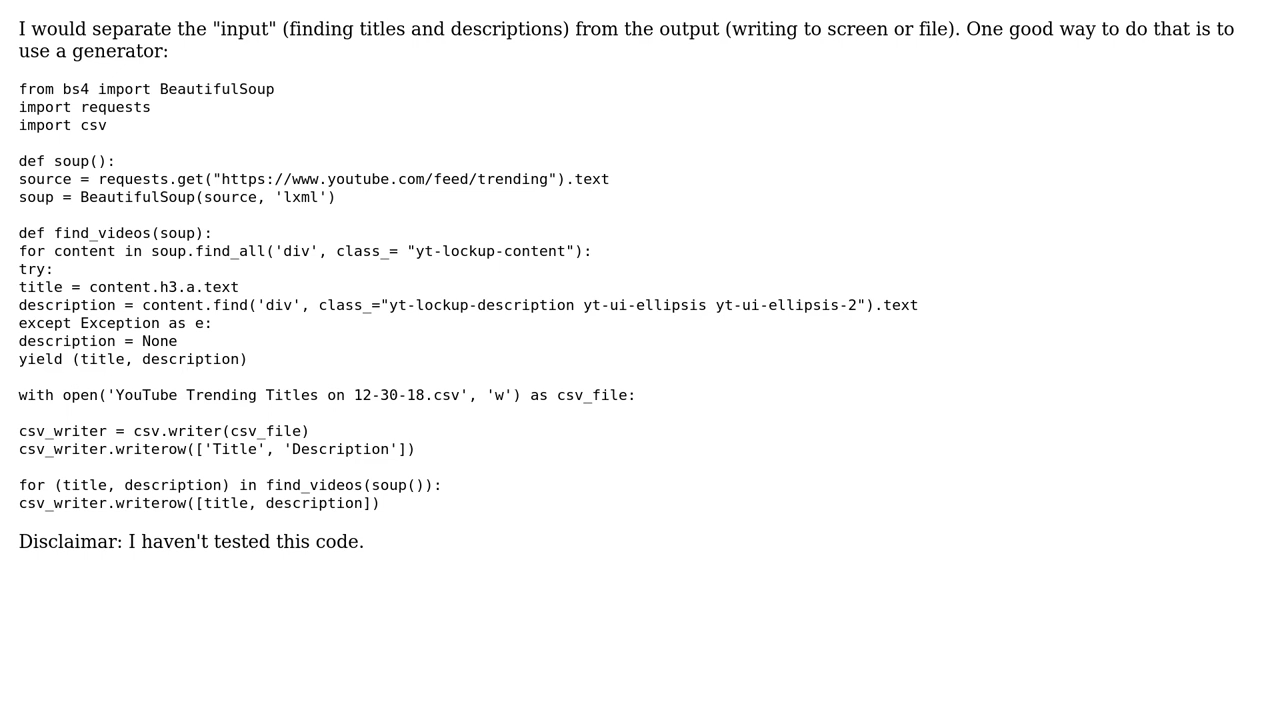 I would separate the "input" (finding titles and descriptions) from the output (writing to screen or file). One good way to do that is to
use a generator:
from bs4 import BeautifulSoup
import requests
import csv
def soup():
source = requests.get("https://www.youtube.com/feed/trending").text
soup = BeautifulSoup(source, 'lxml')
def find_videos(soup):
for content in soup.find_all('div', class_= "yt-lockup-content"):
try:
title = content.h3.a.text
description = content.find('div', class_="yt-lockup-description yt-ui-ellipsis yt-ui-ellipsis-2").text
except Exception as e:
description = None
yield (title, description)
with open('YouTube Trending Titles on 12-30-18.csv', 'w') as csv_file:
csv_writer = csv.writer(csv_file)
csv_writer.writerow(['Title', 'Description'])
for (title, description) in find_videos(soup()):
csv_writer.writerow([title, description])
Disclaimar: I haven't tested this code.